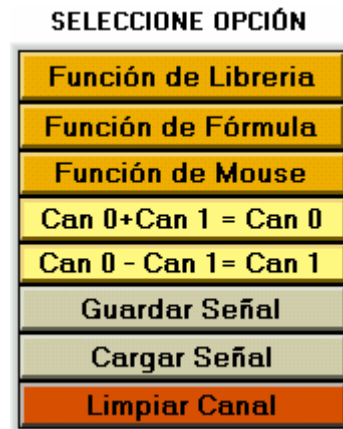 SELECCIONE OPCIÓN
Función de Libreria
Función de Fórmula
Función de Mouse
Can 0+Can 1 = Can 0
Can 0 - Can 1= Can 1
Guardar Señal
Cargar Señal
Limpiar Canal